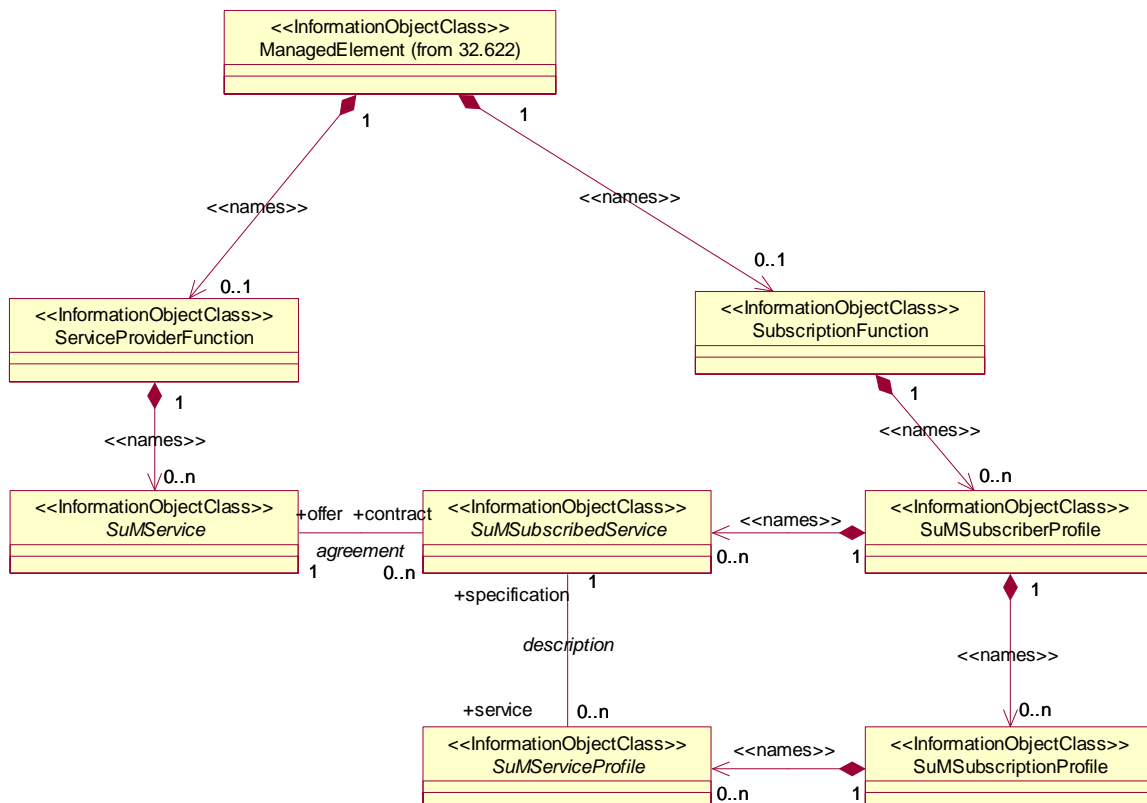 <<InformationObjectClass>>
ManagedElement (from 32.622)
1
1
<<names>>
<<names>>
0..1
0..1
<<InformationObjectClass>>
ServiceProviderFunction
<<InformationObjectClass>>
SubscriptionFunction
1
1
<<names>>
<<names>>
0..n
0..n
<<InformationObjectClass>>
SuMService
+offer +contract
agreement
1
0..n
<<InformationObjectClass>>
SuMSubscribedService
<<names>>
0..n
1
<<InformationObjectClass>>
SuMSubscriberProfile
1
+specification
1
description
<<names>>
+service
0..n
0..n
<<InformationObjectClass>>
SuMServiceProfile
<<names>>
0..n
1
<<InformationObjectClass>>
SuMSubscriptionProfile